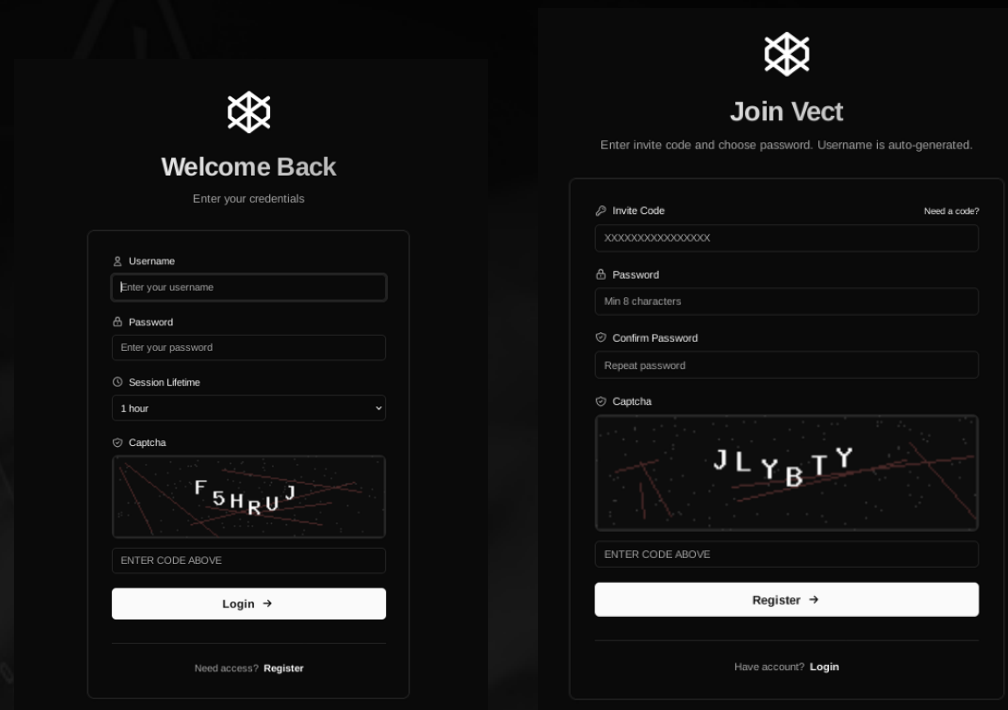 Welcome Back
Enter your credentials
Username
Enter your username
Password
Enter your password
Session Lifetime
1 hour
Captcha
F5HRUJ
ENTER CODE ABOVE
Login →
Need access? Register
Join Vect
Enter invite code and choose password. Username is auto-generated.
Invite Code
Need a code?
XXXXXXXXXXXXXXXX
Password
Min 8 characters
Confirm Password
Repeat password
Captcha
JLYBTY
ENTER CODE ABOVE
Register →
Have account? Login